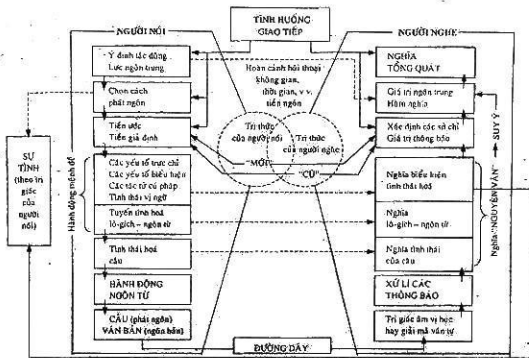 TÌNH HUỐNG
GIAO TIẾP
NGƯỜI NÓI
NGƯỜI NGHE
Ý định tác động
Lực ngôn trung
Chọn cách
phát ngôn
Tiền ước
Tiền giả định
Các yếu tố trực chỉ
Các yếu tố biểu hiện
Các tác tử cú pháp
Tình thái vị ngữ
Tuyến tính hoá
lô-gích – ngôn từ
Tình thái hoá
câu
HÀNH ĐỘNG
NGÔN TỪ
CÂU (phát ngôn)
VĂN BẢN (ngôn bản)
Hành động mệnh đề
SỰ
TÌNH
(theo tri
giác
của
người
nói)
Hoàn cảnh hội thoại
không gian,
thời gian, v.v.
tiền ngôn
Tri thức
của người nói
Tri thức
của người nghe
"MỚI"
"CŨ"
NGHĨA
TỔNG QUÁT
Giá trị ngôn trung
Hàm nghĩa
Xác định các sở chỉ
Giá trị thông báo
Nghĩa biểu hiện
tình thái hoá
Nghĩa
lô-gích – ngôn từ
Nghĩa tình thái
của câu
XỬ LÍ CÁC
THÔNG BÁO
Tri giác âm vị học
hay giải mã văn tự
SUY Ý
Nghĩa "NGUYÊN VĂN"
ĐƯỜNG DÂY